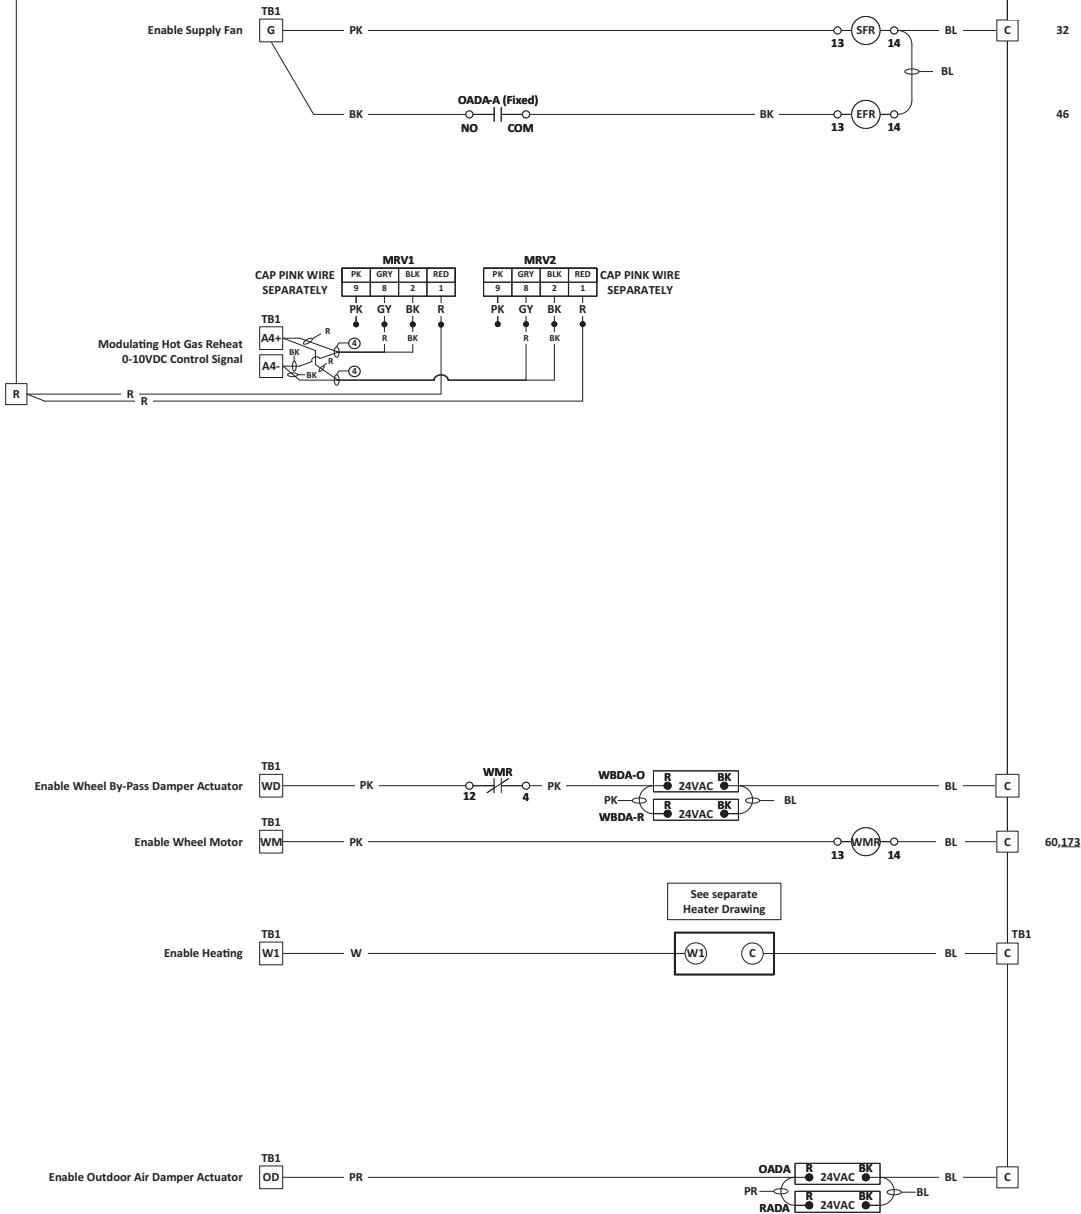 TB1
Enable Supply Fan G PK SFR BL C 32
13 14
BL
OADA-A (Fixed)
BK BK EFR 46
NO COM 13 14
MRV1 MRV2
CAP PINK WIRE SEPARATELY
PK GRY BLK RED
9 8 2 1
PK GRY BLK RED
9 8 2 1
CAP PINK WIRE SEPARATELY
PK GY BK R PK GY BK R
TB1
R BK R BK
A4+ R 4
Modulating Hot Gas Reheat
0-10VDC Control Signal
BK R
A4- BK 4
R R
R
TB1
Enable Wheel By-Pass Damper Actuator WD PK WMR PK WBDA-O R BK BL C
12 4 24VAC
PK BL
WBDA-R R BK
24VAC
TB1
Enable Wheel Motor WM PK WMR BL C 60,173
13 14
See separate
Heater Drawing
TB1 TB1
Enable Heating W1 W W1 C BL C
TB1
Enable Outdoor Air Damper Actuator OD PR OADA R BK BL C
24VAC
PR BL
RADA R BK
24VAC